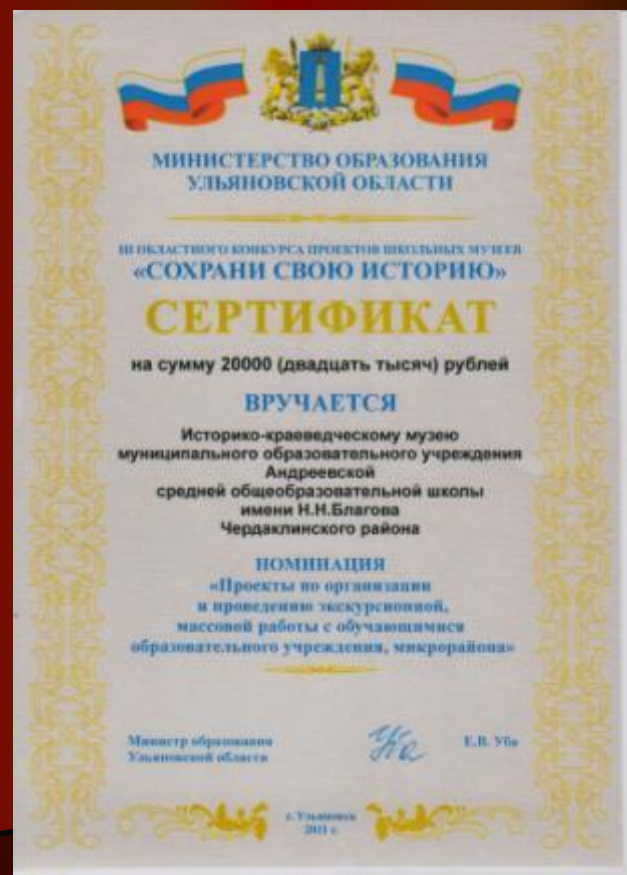 МИНИСТЕРСТВО ОБРАЗОВАНИЯ
УЛЬЯНОВСКОЙ ОБЛАСТИ
III ОБЛАСТНОГО КОНКУРСА ПРОЕКТОВ ШКОЛЬНЫХ МУЗЕЕВ
«СОХРАНИ СВОЮ ИСТОРИЮ»
СЕРТИФИКАТ
на сумму 20000 (двадцать тысяч) рублей
ВРУЧАЕТСЯ
Историко-краеведческому музею
муниципального образовательного учреждения
Андреевской
средней общеобразовательной школы
имени Н.Н.Благова
Чердаклинского района
НОМИНАЦИЯ
«Проекты по организации
и проведению экскурсионной,
массовой работы с обучающимися
образовательного учреждения, микрорайона»
Министр образования
Ульяновской области
Е.В. Уба
г. Ульяновск
2011 г.